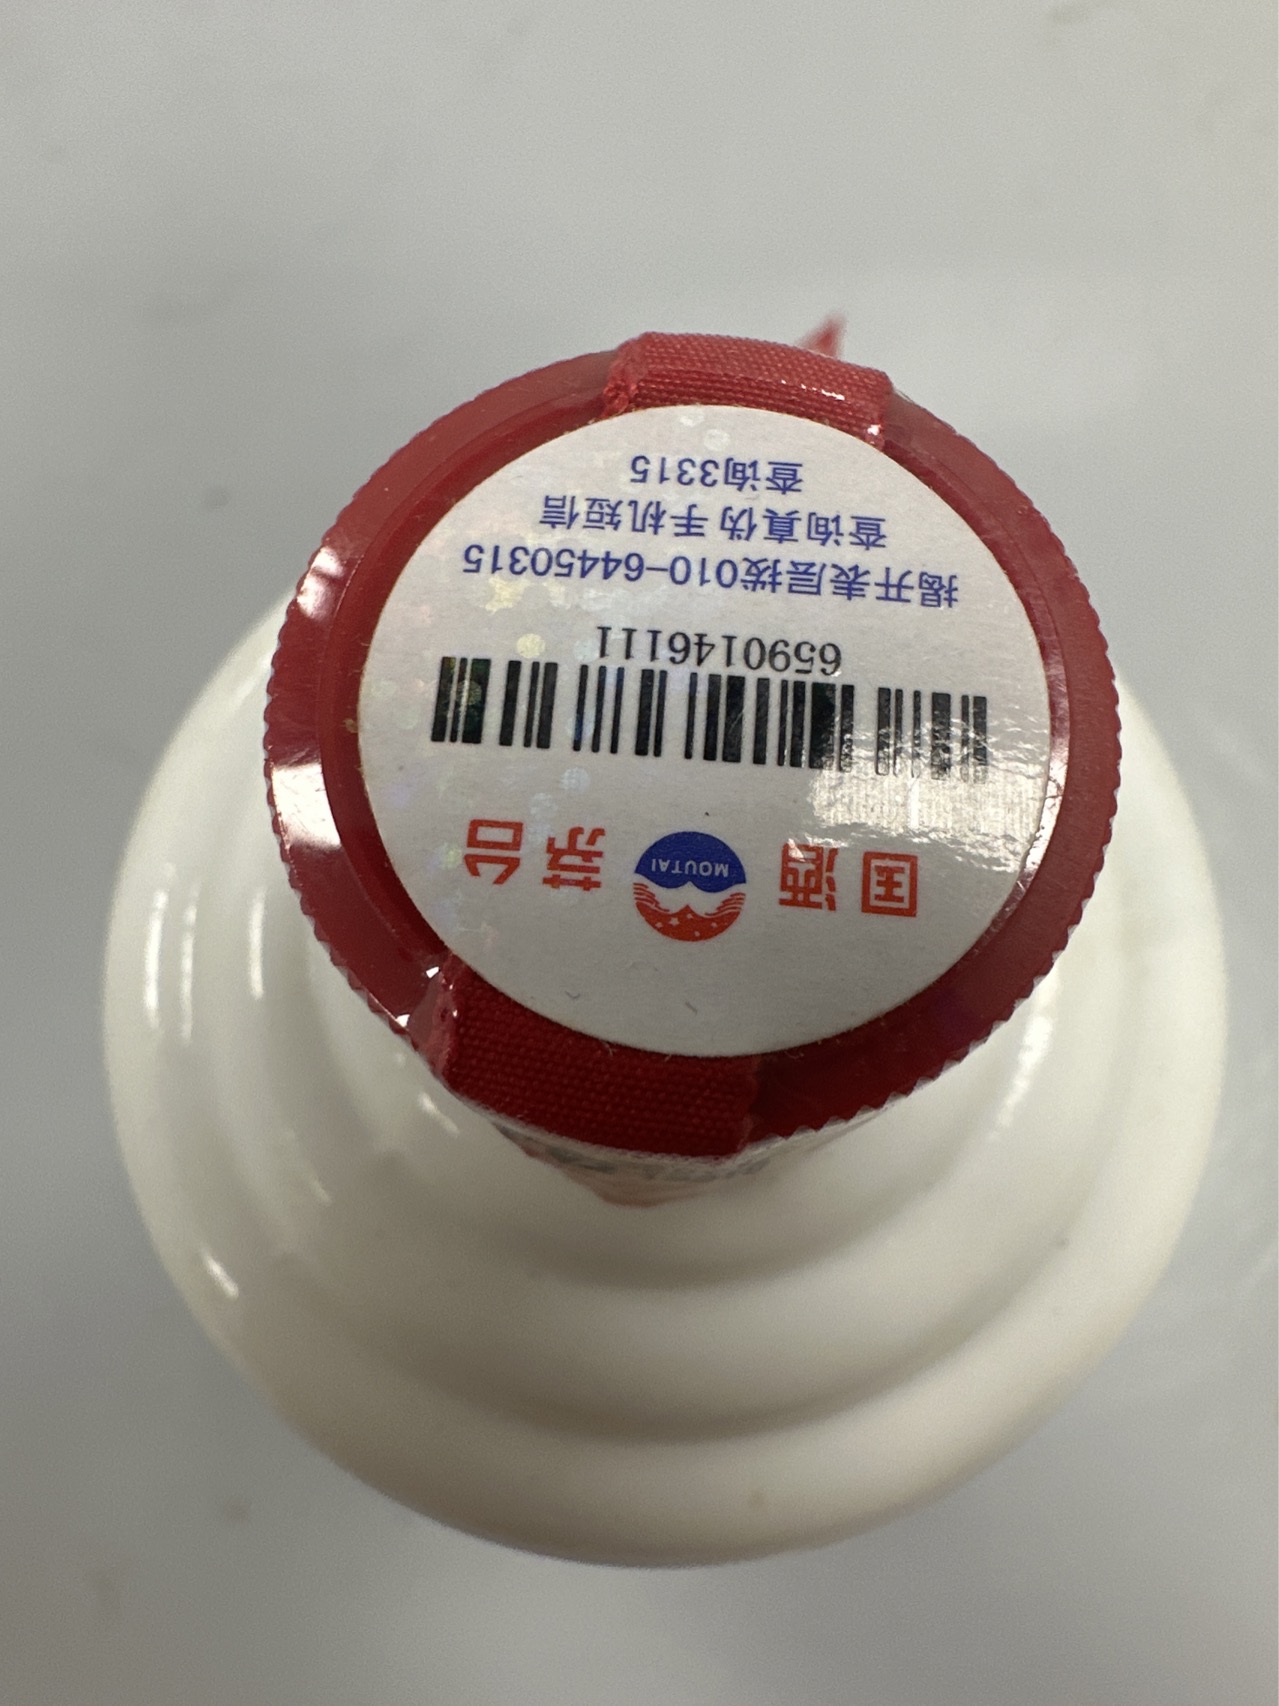 国酒 MOUTAI 茅台
6590146111
揭开表层拨010-64450315
查询真伪 手机短信
查询3315